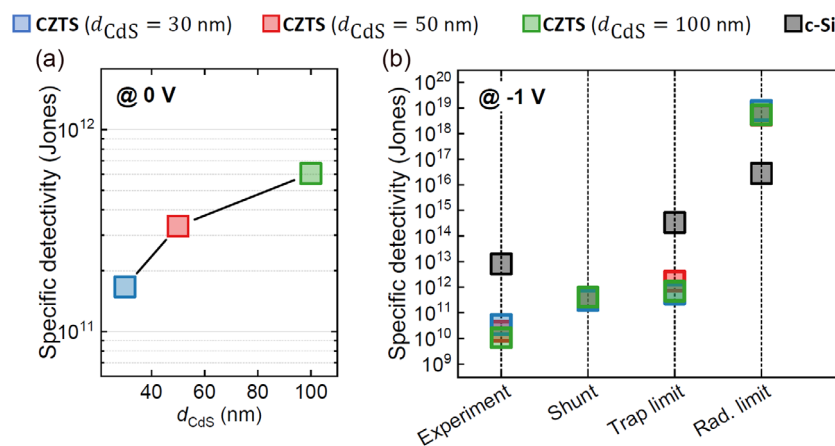 CZTS (dCdS = 30 nm) CZTS (dCdS = 50 nm) CZTS (dCdS = 100 nm) c-Si
(a)
@ 0 V
Specific detectivity (Jones)
10¹²
10¹¹
40 60 80 100
dCdS (nm)
(b)
@ -1 V
Specific detectivity (Jones)
10²⁰
10¹⁹
10¹⁸
10¹⁷
10¹⁶
10¹⁵
10¹⁴
10¹³
10¹²
10¹¹
10¹⁰
10⁹
Experiment Shunt Trap limit Rad. limit